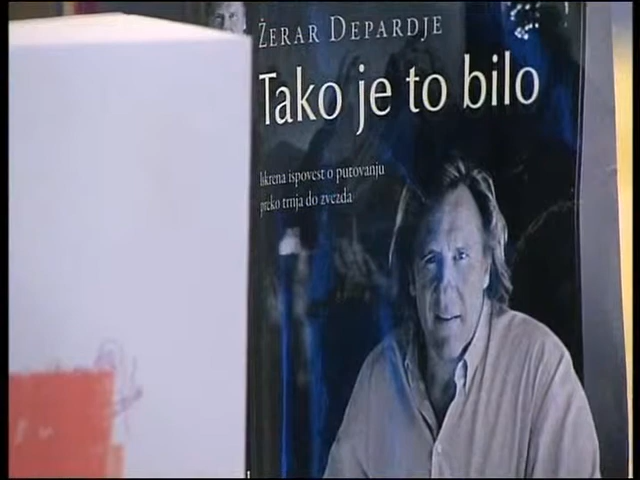 ŽERAR DEPARDJE
Tako je to bilo
Iskrena ispovest o putovanju
preko trnja do zvezda